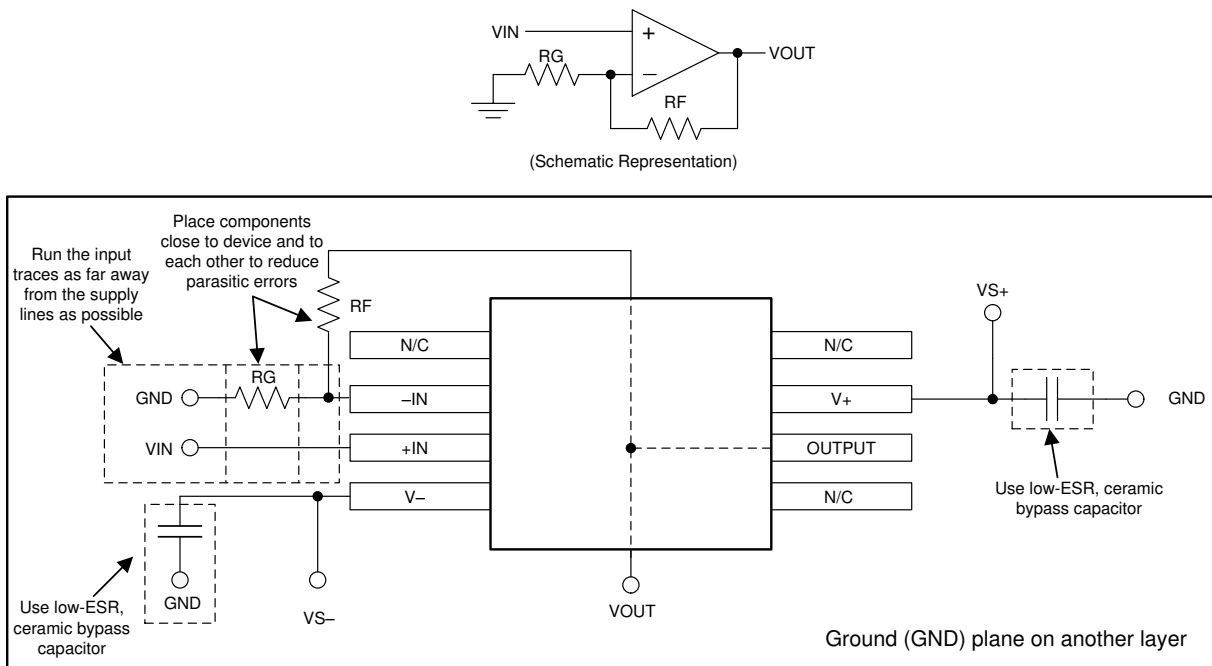 VIN
RG
+
−
VOUT
RF
(Schematic Representation)
Place components
close to device and to
each other to reduce
parasitic errors
Run the input
traces as far away
from the supply
lines as possible
RF
VS+
N/C
N/C
RG
GND
–IN
V+
GND
VIN
+IN
OUTPUT
V–
N/C
Use low-ESR, ceramic
bypass capacitor
GND
VS–
VOUT
Use low-ESR,
ceramic bypass
capacitor
Ground (GND) plane on another layer